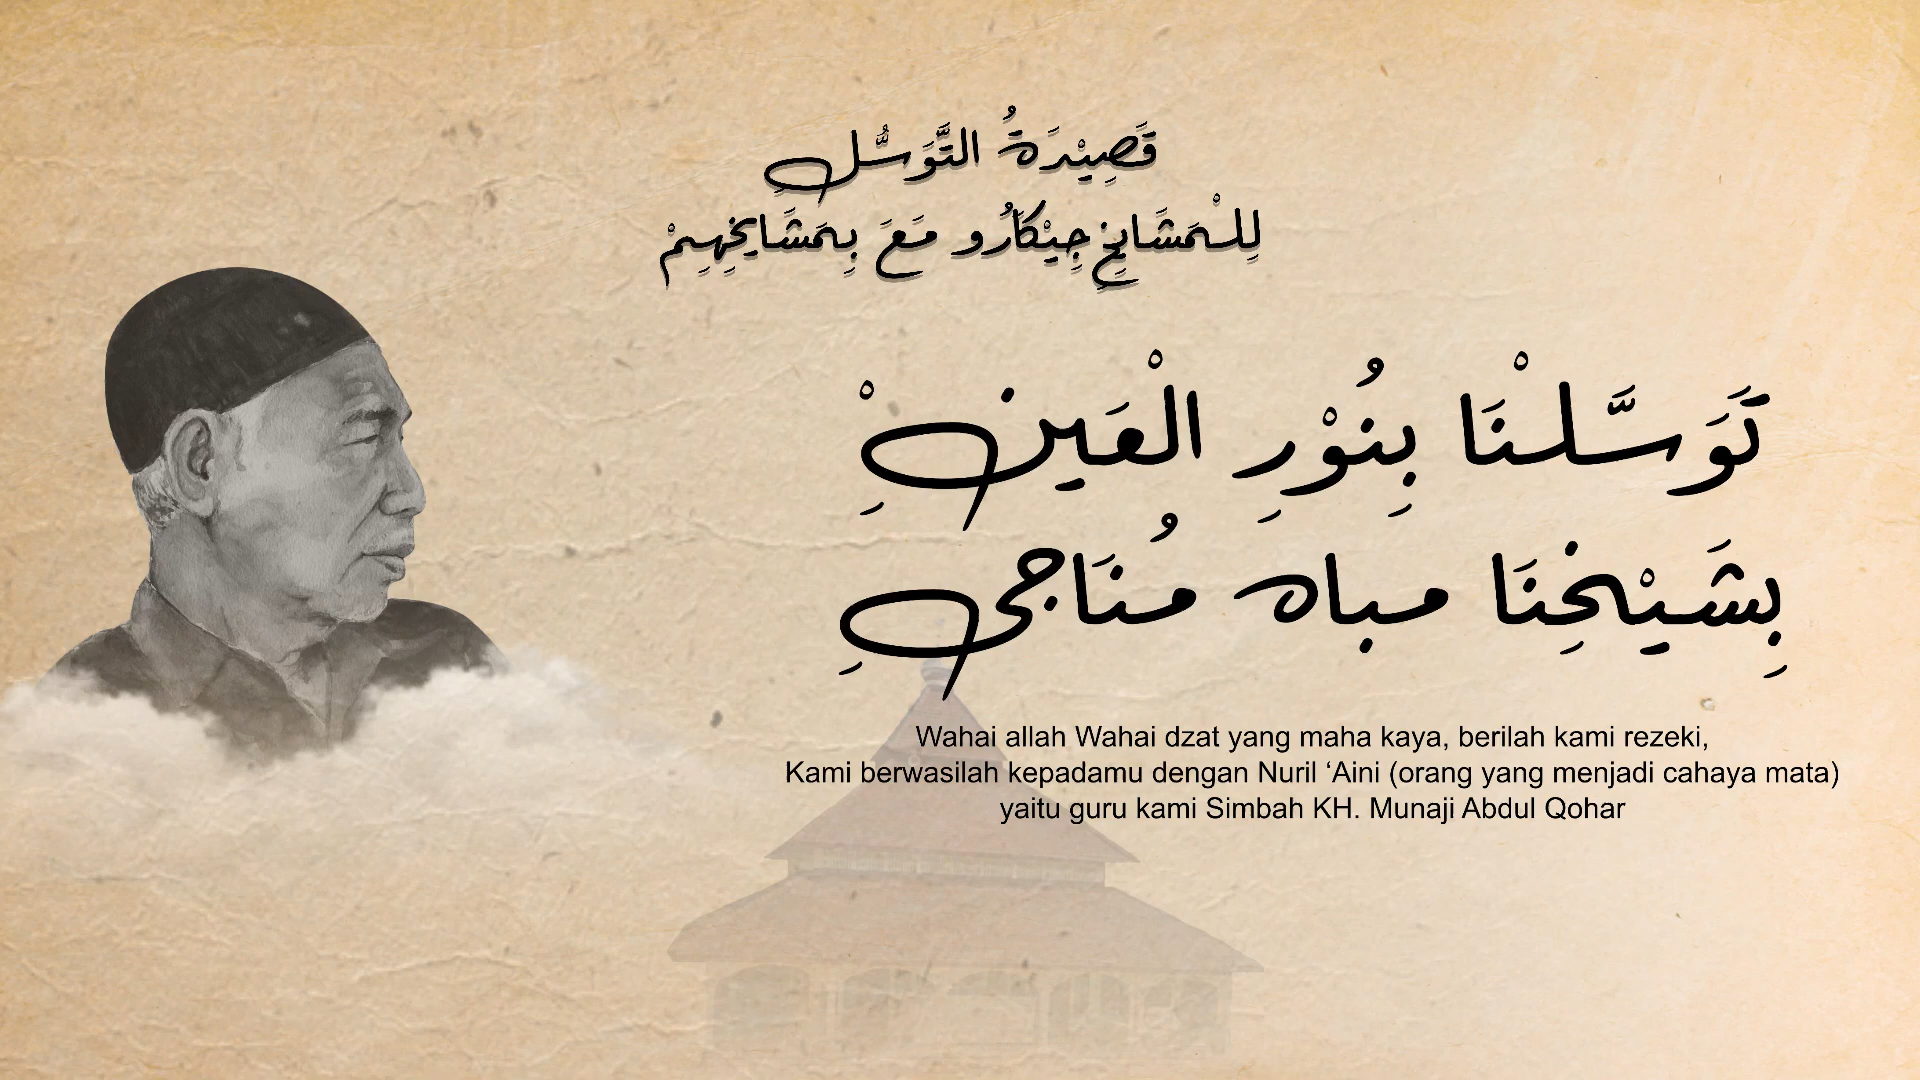 قَصِيْدَةُ التَّوَسُّلِ
لِلْمَشَايِخِ جِيْكَارُو مَعَ بِمَشَايِخِهِمْ
تَوَسَّلْنَا بِنُوْرِ الْعَيْنِ
بِشَيْخِنَا مباه مُنَاجِى
Wahai allah Wahai dzat yang maha kaya, berilah kami rezeki,
Kami berwasilah kepadamu dengan Nuril ‘Aini (orang yang menjadi cahaya mata)
yaitu guru kami Simbah KH. Munaji Abdul Qohar